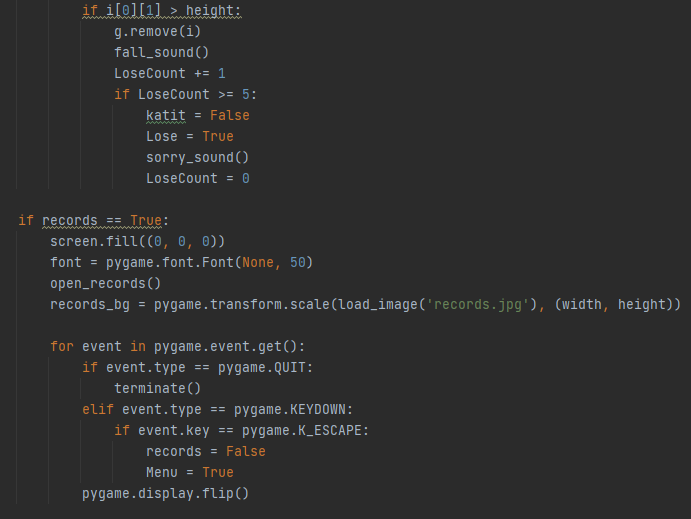 if i[0][1] > height:
g.remove(i)
fall_sound()
LoseCount += 1
if LoseCount >= 5:
katit = False
Lose = True
sorry_sound()
LoseCount = 0
if records == True:
screen.fill((0, 0, 0))
font = pygame.font.Font(None, 50)
open_records()
records_bg = pygame.transform.scale(load_image('records.jpg'), (width, height))
for event in pygame.event.get():
if event.type == pygame.QUIT:
terminate()
elif event.type == pygame.KEYDOWN:
if event.key == pygame.K_ESCAPE:
records = False
Menu = True
pygame.display.flip()